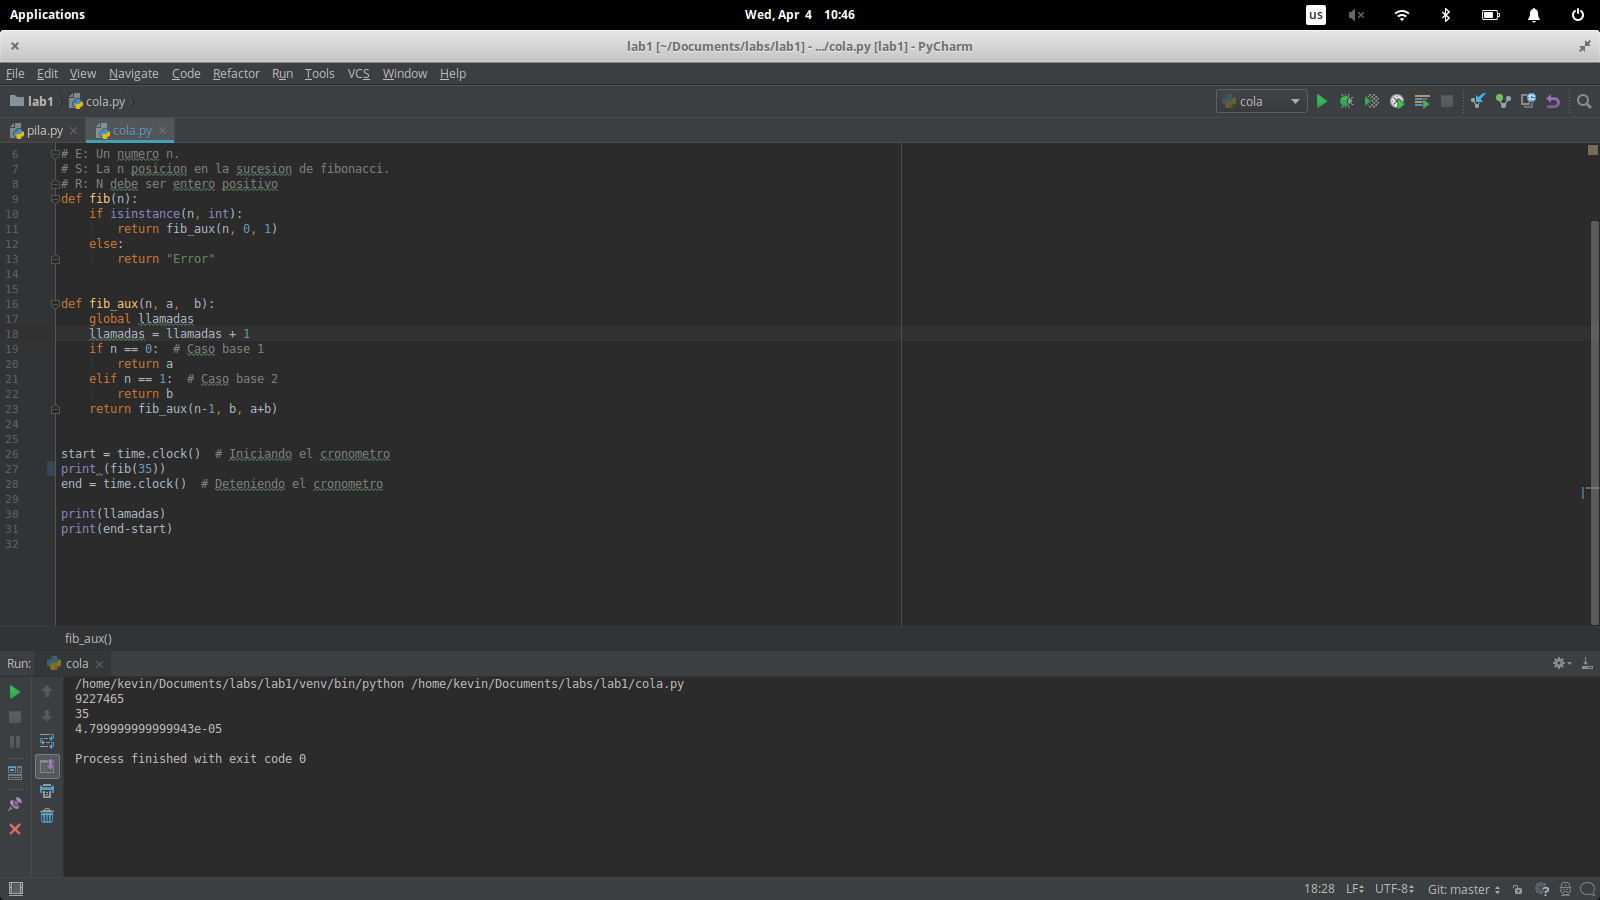 Applications
Wed, Apr 4 10:46
us
lab1 [~/Documents/labs/lab1] - .../cola.py [lab1] - PyCharm
File Edit View Navigate Code Refactor Run Tools VCS Window Help
lab1 cola.py
cola
pila.py cola.py
6 # E: Un numero n.
7 # S: La n posicion en la sucesion de fibonacci.
8 # R: N debe ser entero positivo
9 def fib(n):
10 if isinstance(n, int):
11 return fib_aux(n, 0, 1)
12 else:
13 return "Error"
14
15
16 def fib_aux(n, a,  b):
17 global llamadas
18 llamadas = llamadas + 1
19 if n == 0:  # Caso base 1
20 return a
21 elif n == 1:  # Caso base 2
22 return b
23 return fib_aux(n-1, b, a+b)
24
25
26 start = time.clock()  # Iniciando el cronometro
27 print (fib(35))
28 end = time.clock()  # Deteniendo el cronometro
29
30 print(llamadas)
31 print(end-start)
32
fib_aux()
Run: cola
/home/kevin/Documents/labs/lab1/venv/bin/python /home/kevin/Documents/labs/lab1/cola.py
9227465
35
4.799999999999943e-05
Process finished with exit code 0
18:28 LF UTF-8 Git: master